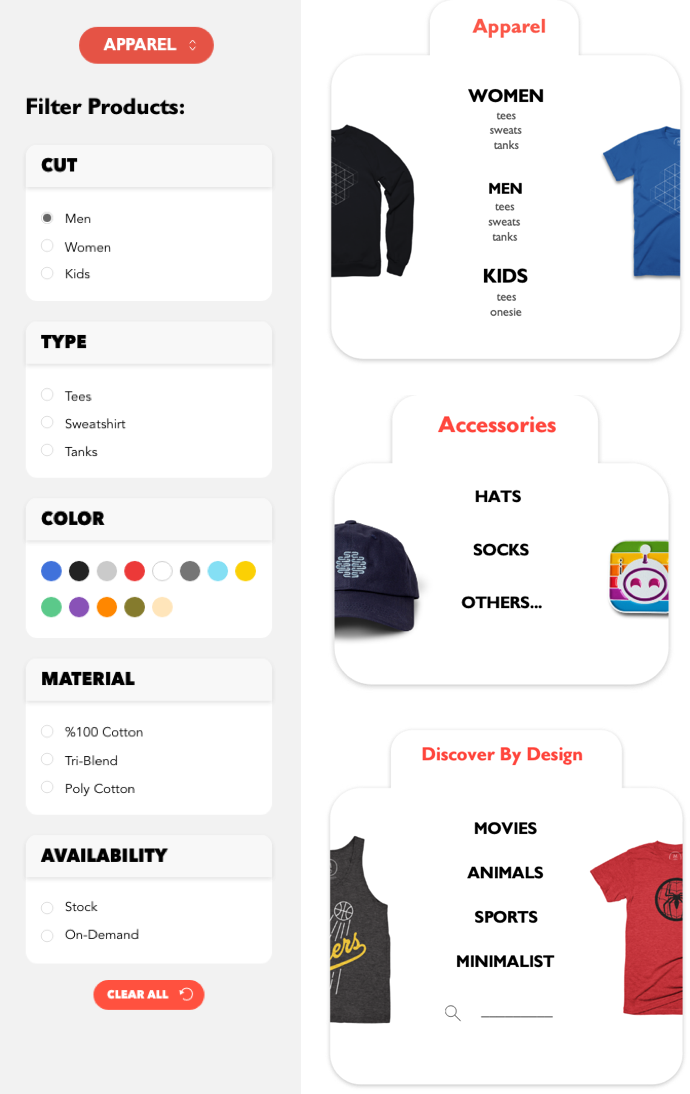 APPAREL
Filter Products:
CUT
Men
Women
Kids
TYPE
Tees
Sweatshirt
Tanks
COLOR
MATERIAL
%100 Cotton
Tri-Blend
Poly Cotton
AVAILABILITY
Stock
On-Demand
CLEAR ALL
Apparel
WOMEN
tees
sweats
tanks
MEN
tees
sweats
tanks
KIDS
tees
onesie
Accessories
HATS
SOCKS
OTHERS...
Discover By Design
MOVIES
ANIMALS
SPORTS
MINIMALIST
ers